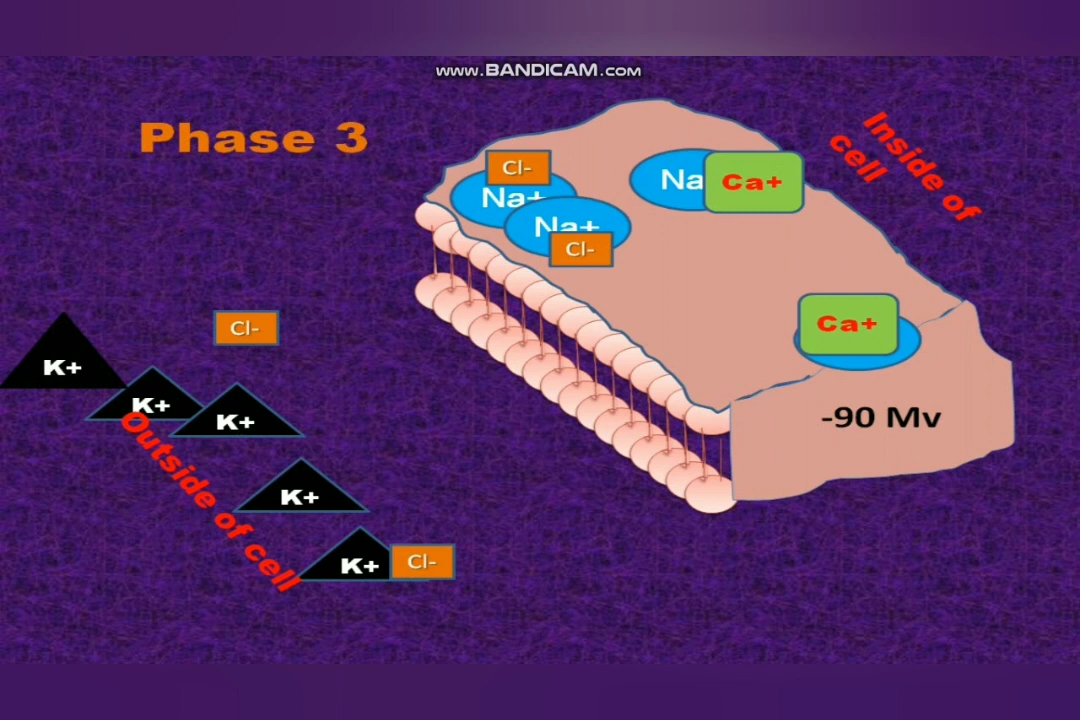 www.BANDICAM.com
Phase 3
Inside of
cell
Cl-
Na+
Na+
Cl-
Na
Ca+
Ca+
-90 Mv
Cl-
K+
K+
K+
K+
K+
Cl-
Outside of cell